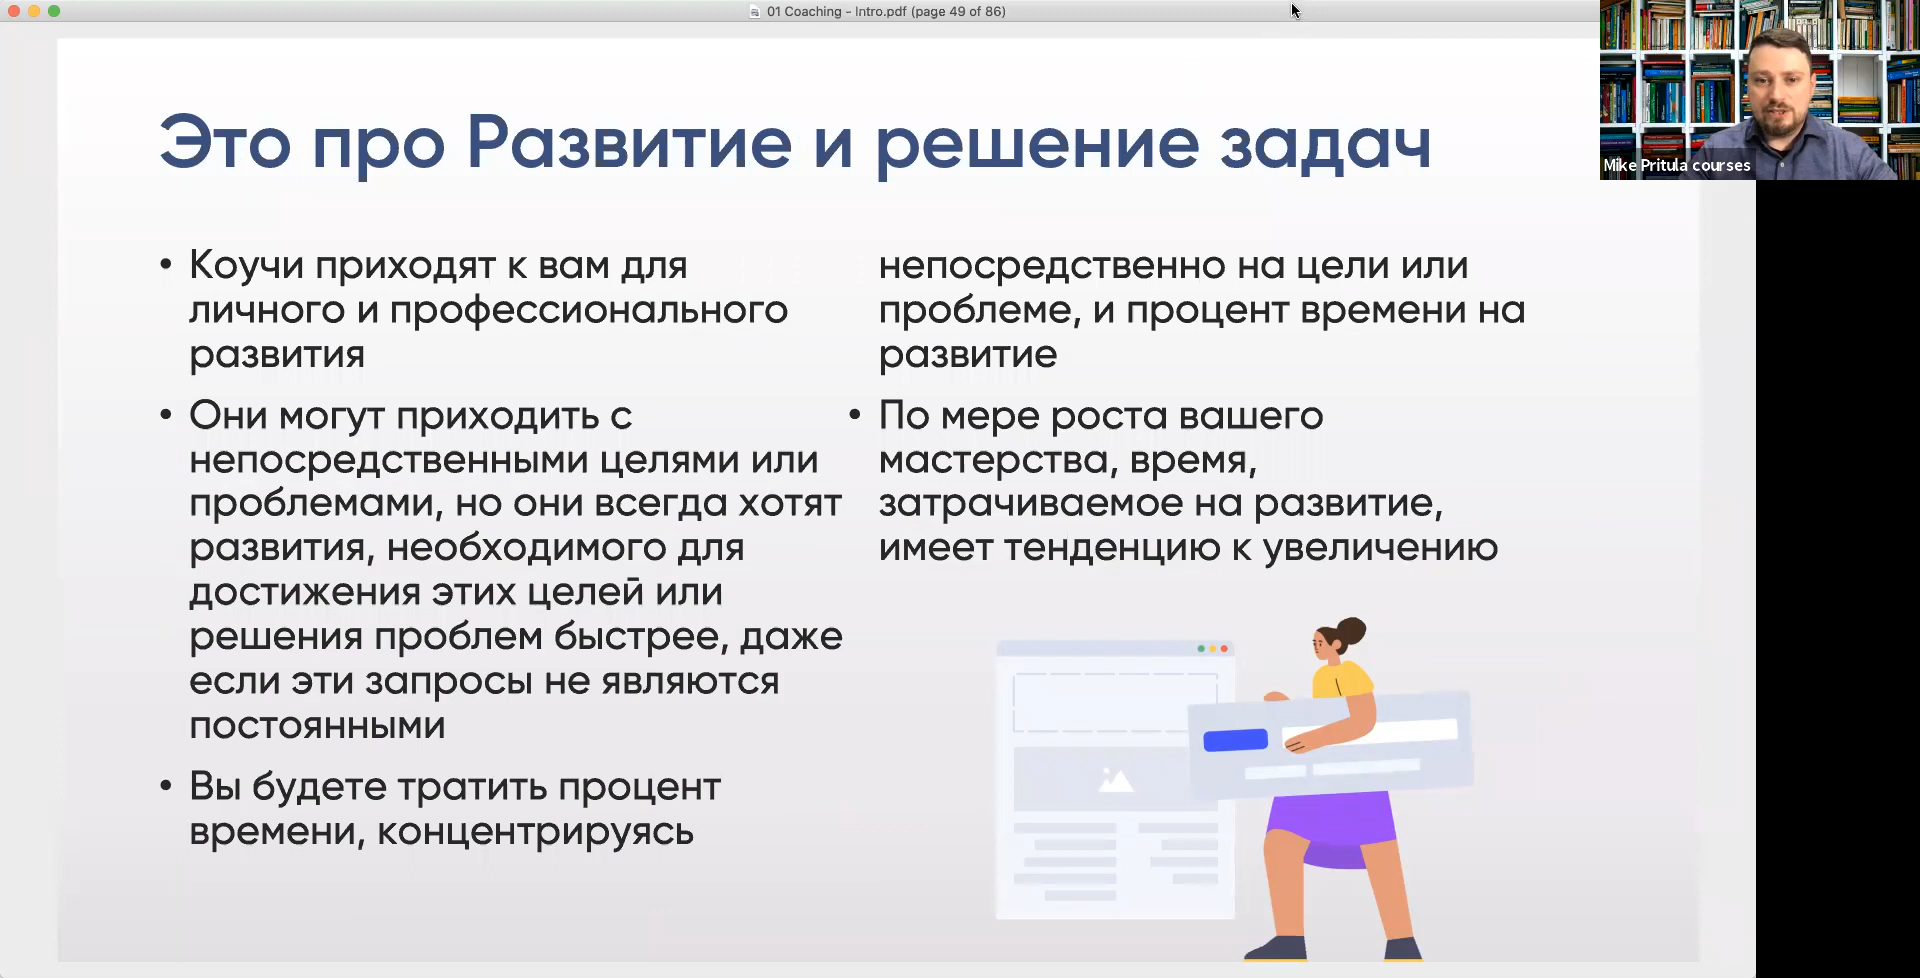 01 Coaching - Intro.pdf (page 49 of 86)
Mike Pritula courses
Это про Развитие и решение задач
• Коучи приходят к вам для
личного и профессионального
развития
• Они могут приходить с
непосредственными целями или
проблемами, но они всегда хотят
развития, необходимого для
достижения этих целей или
решения проблем быстрее, даже
если эти запросы не являются
постоянными
• Вы будете тратить процент
времени, концентрируясь
непосредственно на цели или
проблеме, и процент времени на
развитие
• По мере роста вашего
мастерства, время,
затрачиваемое на развитие,
имеет тенденцию к увеличению